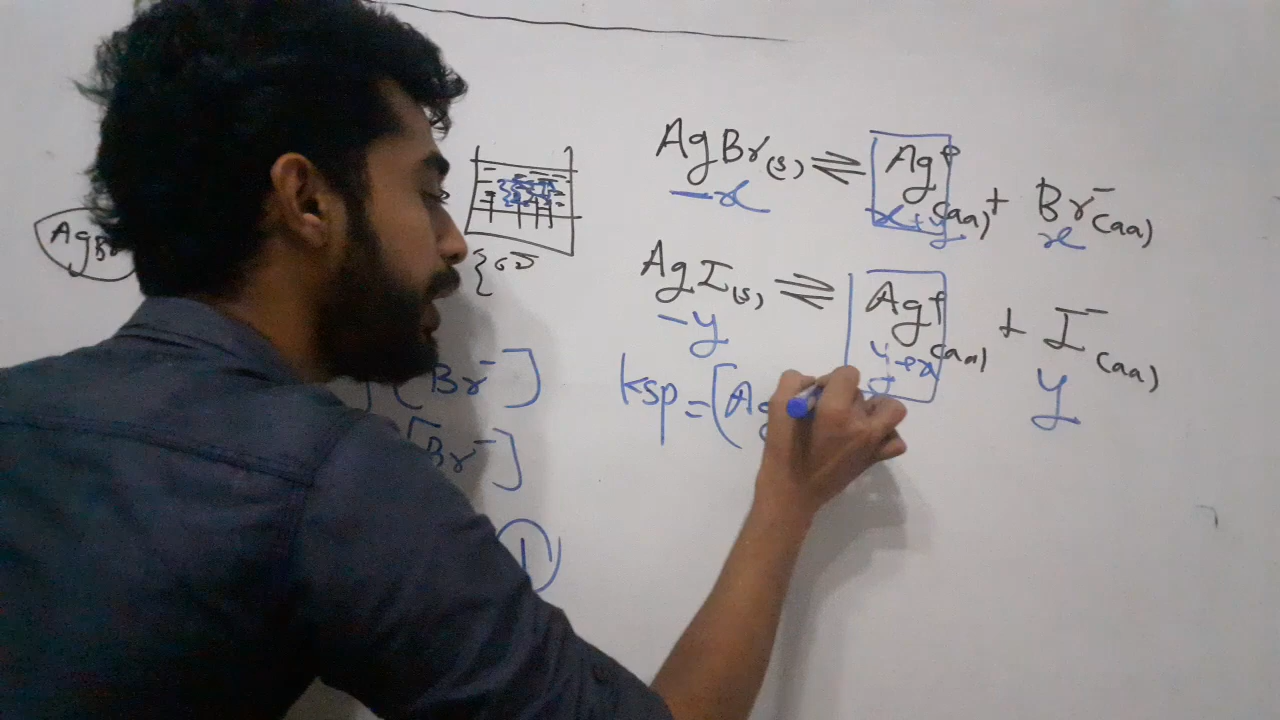 AgBr(s) ⇌ Ag+(aq) + Br-(aq)
-x x+y x
AgBr
AgI(s) ⇌ Ag+(aq) + I-(aq)
-y y+x y
[Br-]
Ksp = [Ag
[Br-]
1